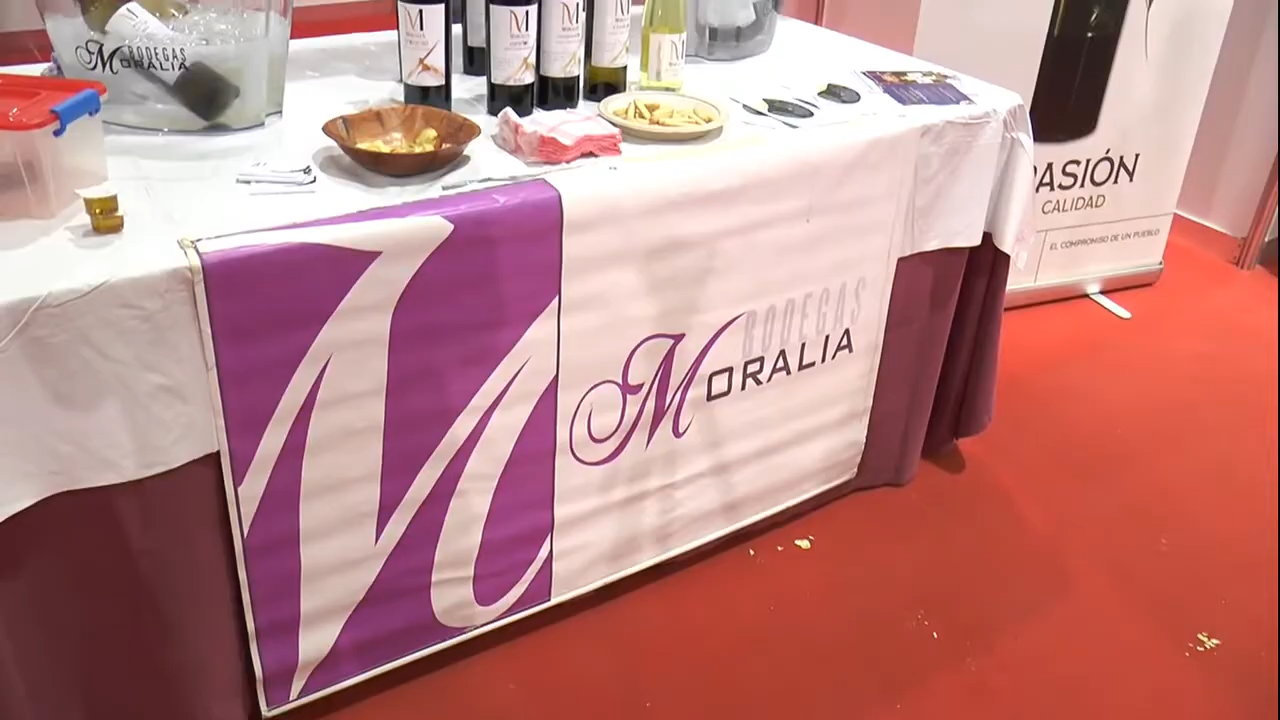 BODEGAS
MORALIA
M
M
M
M
PASIÓN
CALIDAD
EL COMPROMISO DE UN PUEBLO
M
BODEGAS
MORALIA